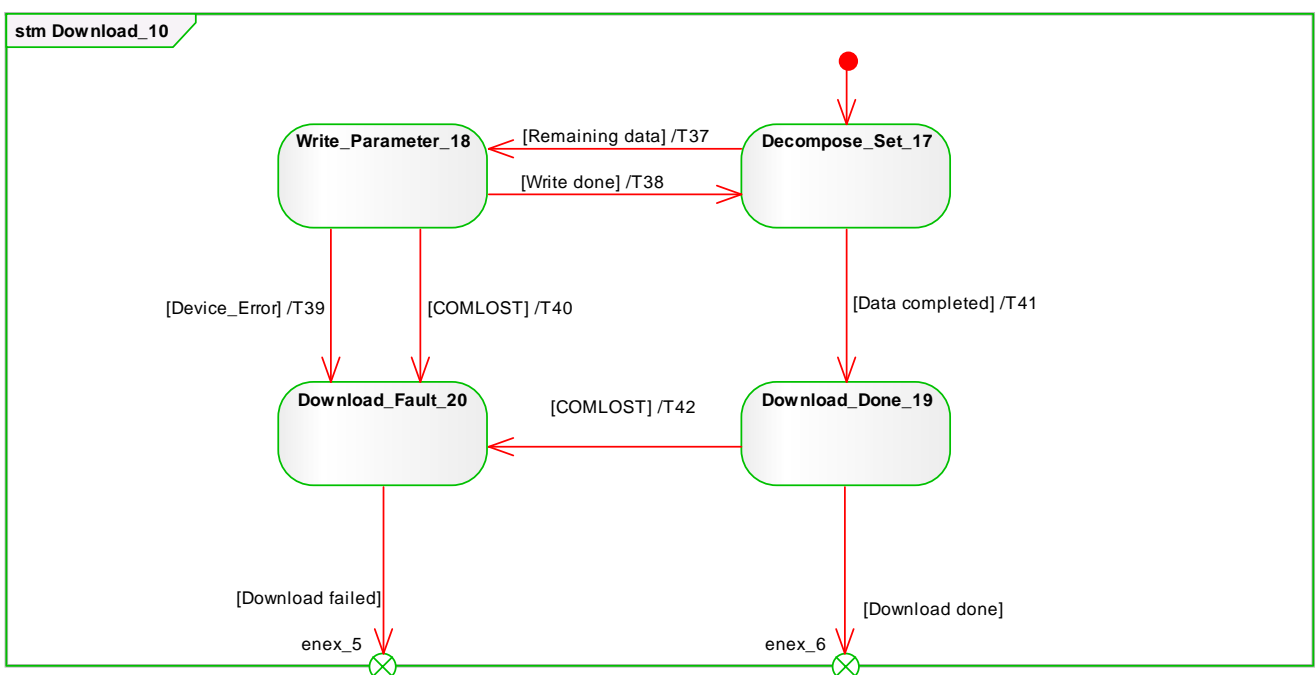 stm Download_10
Write_Parameter_18
[Remaining data] /T37
Decompose_Set_17
[Write done] /T38
[Device_Error] /T39
[COMLOST] /T40
[Data completed] /T41
Download_Fault_20
[COMLOST] /T42
Download_Done_19
[Download failed]
[Download done]
enex_5
enex_6